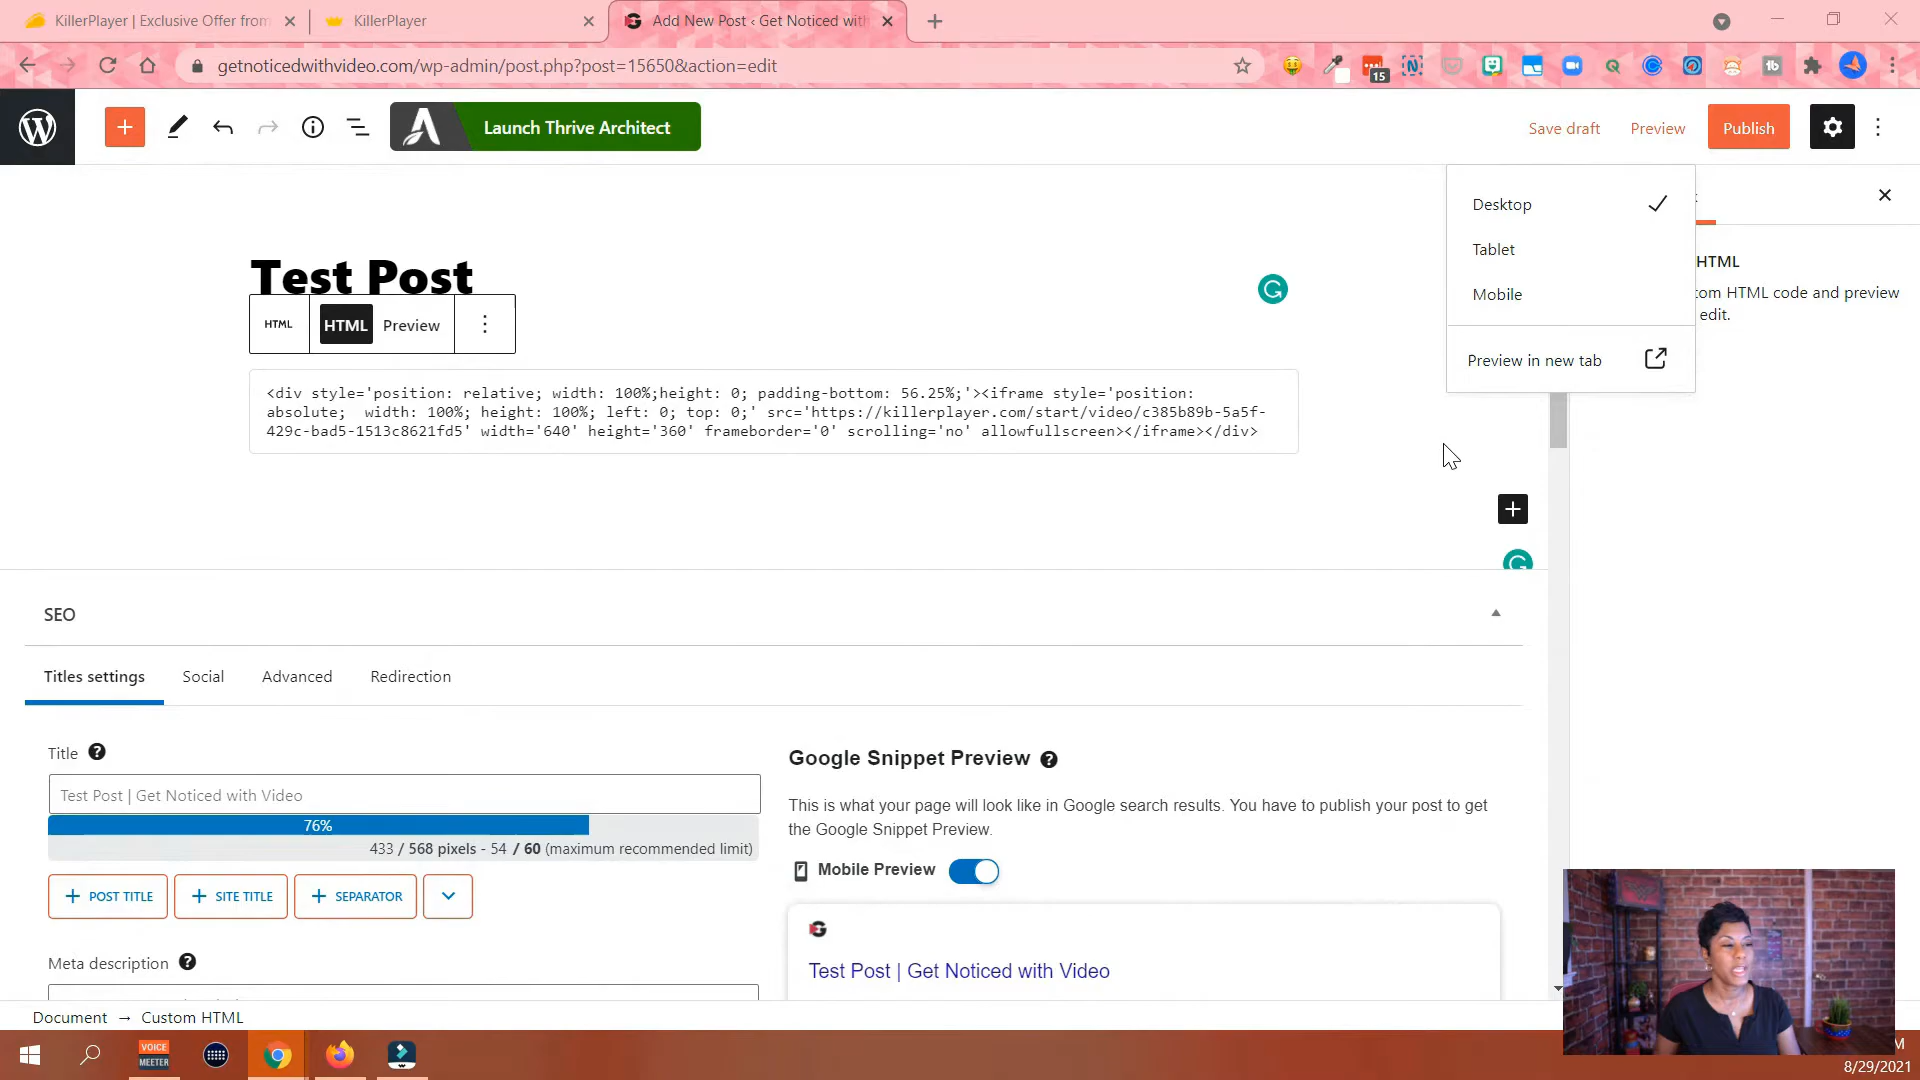 KillerPlayer | Exclusive Offer from
KillerPlayer
Add New Post ‹ Get Noticed with
getnoticedwithvideo.com/wp-admin/post.php?post=15650&action=edit
15
Launch Thrive Architect
Save draft
Preview
Publish
Desktop
Tablet
Mobile
Preview in new tab
HTML
tom HTML code and preview
edit.
Test Post
HTML
HTML
Preview
<div style='position: relative; width: 100%;height: 0; padding-bottom: 56.25%;'><iframe style='position:
absolute;  width: 100%; height: 100%; left: 0; top: 0;' src='https://killerplayer.com/start/video/c385b89b-5a5f-
429c-bad5-1513c8621fd5' width='640' height='360' frameborder='0' scrolling='no' allowfullscreen></iframe></div>
SEO
Titles settings
Social
Advanced
Redirection
Title
Test Post | Get Noticed with Video
76%
433 / 568 pixels - 54 / 60 (maximum recommended limit)
POST TITLE
SITE TITLE
SEPARATOR
Meta description
Google Snippet Preview
This is what your page will look like in Google search results. You have to publish your post to get
the Google Snippet Preview.
Mobile Preview
Test Post | Get Noticed with Video
Document → Custom HTML
VOICE
MEETER
M
8/29/2021